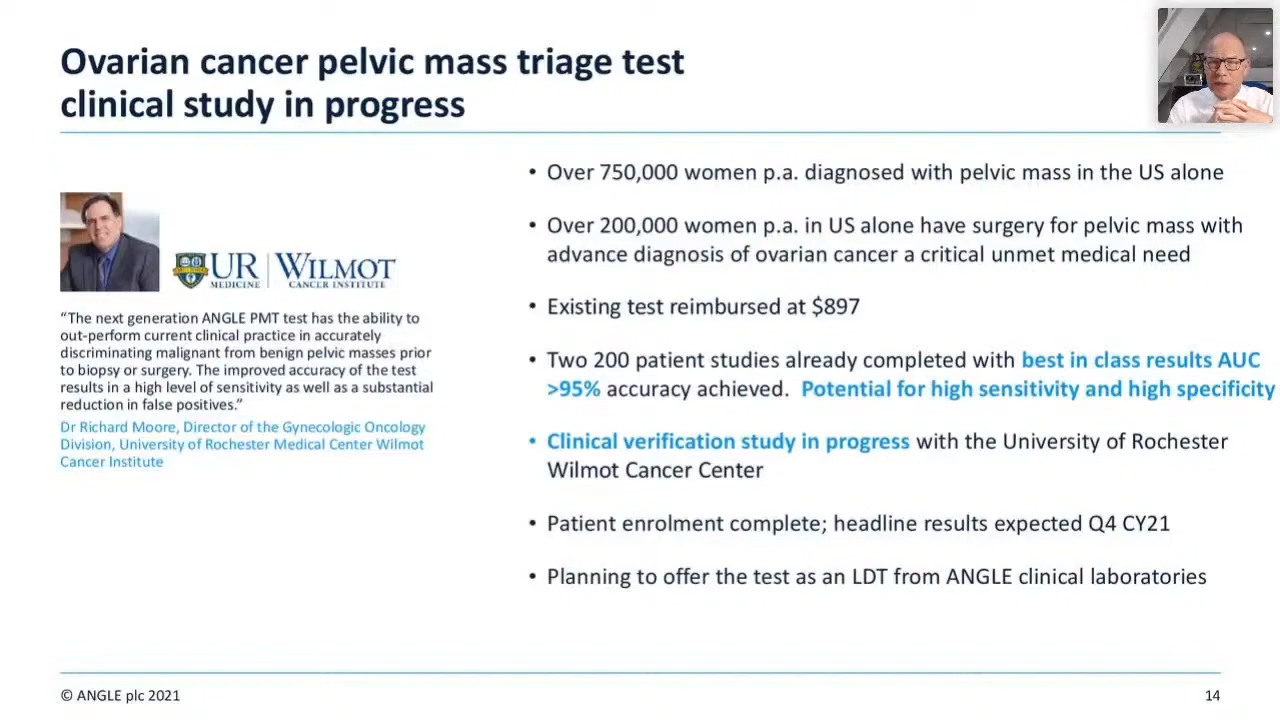 Ovarian cancer pelvic mass triage test
clinical study in progress
UR MEDICINE | WILMOT CANCER INSTITUTE
“The next generation ANGLE PMT test has the ability to
out-perform current clinical practice in accurately
discriminating malignant from benign pelvic masses prior
to biopsy or surgery. The improved accuracy of the test
results in a high level of sensitivity as well as a substantial
reduction in false positives.”
Dr Richard Moore, Director of the Gynecologic Oncology
Division, University of Rochester Medical Center Wilmot
Cancer Institute
• Over 750,000 women p.a. diagnosed with pelvic mass in the US alone
• Over 200,000 women p.a. in US alone have surgery for pelvic mass with
advance diagnosis of ovarian cancer a critical unmet medical need
• Existing test reimbursed at $897
• Two 200 patient studies already completed with best in class results AUC
>95% accuracy achieved. Potential for high sensitivity and high specificity
• Clinical verification study in progress with the University of Rochester
Wilmot Cancer Center
• Patient enrolment complete; headline results expected Q4 CY21
• Planning to offer the test as an LDT from ANGLE clinical laboratories
© ANGLE plc 2021
14